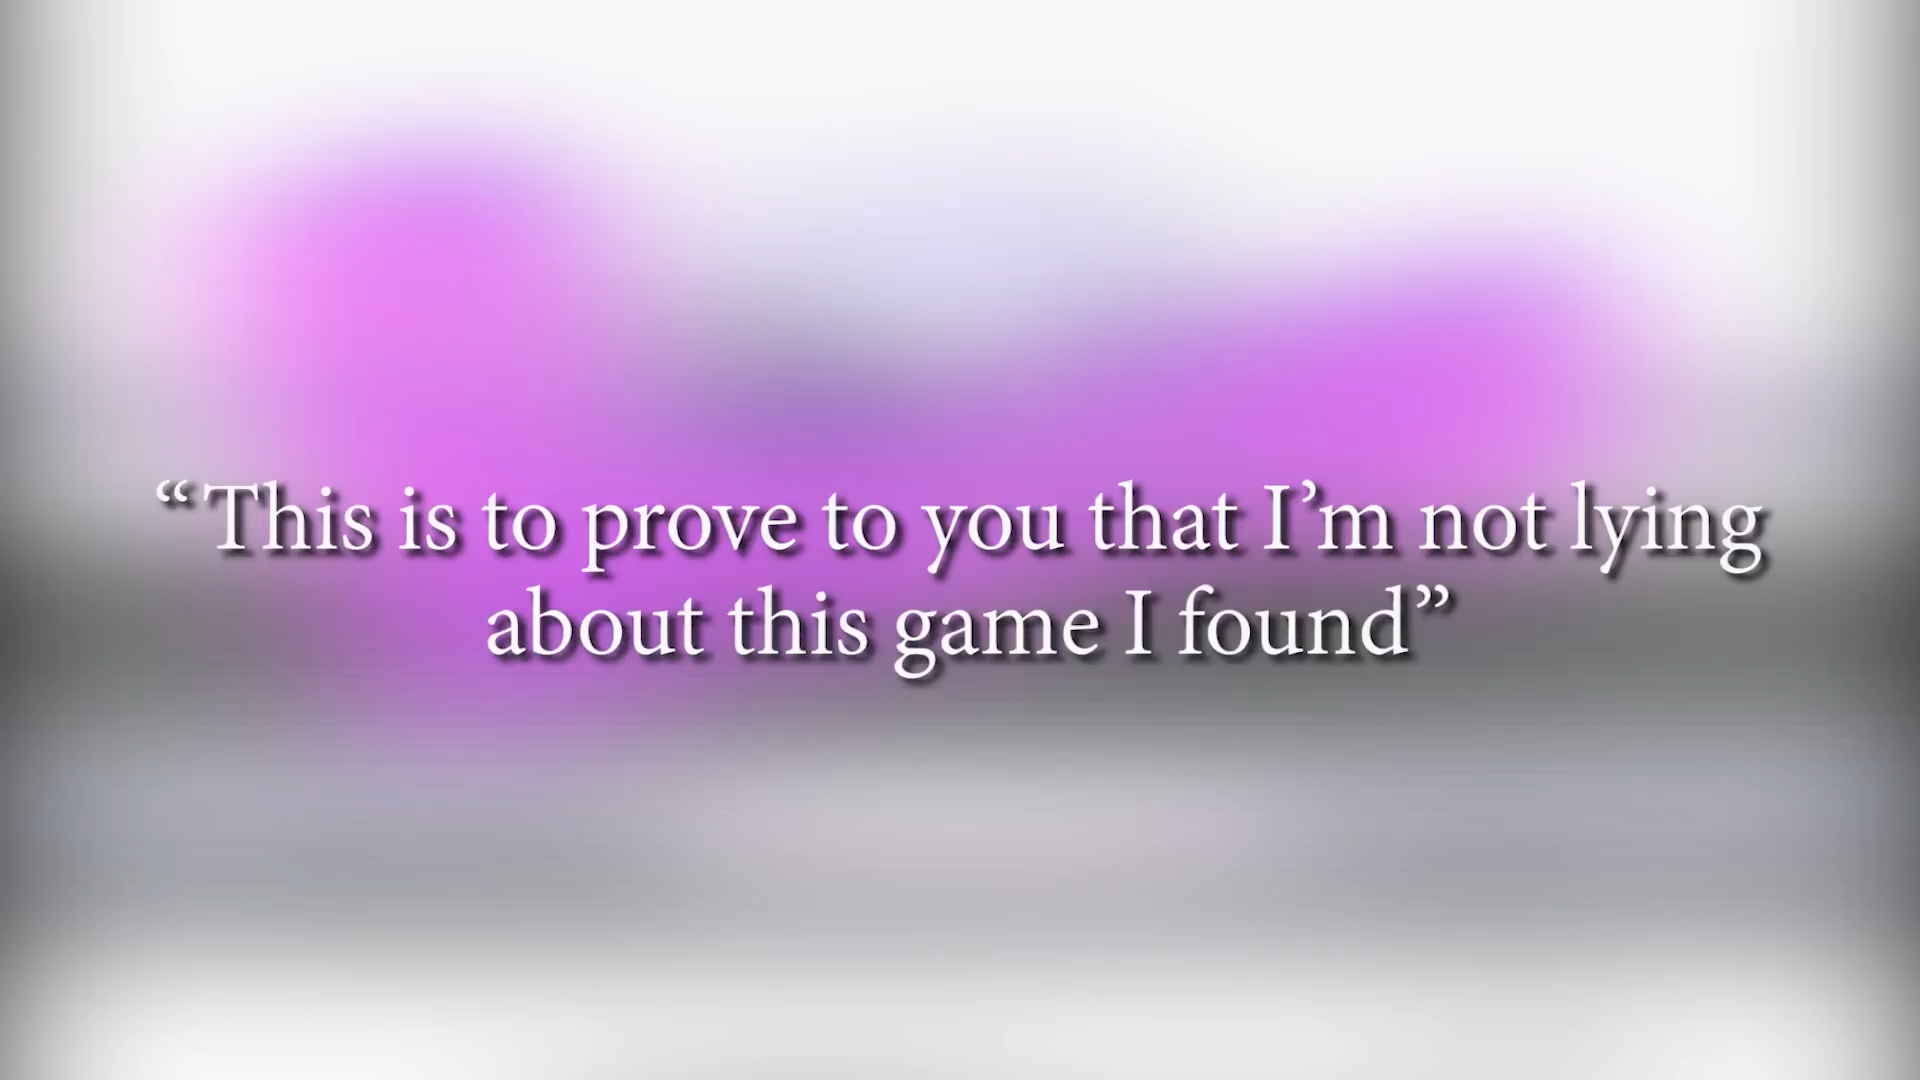 “This is to prove to you that I’m not lying
about this game I found”